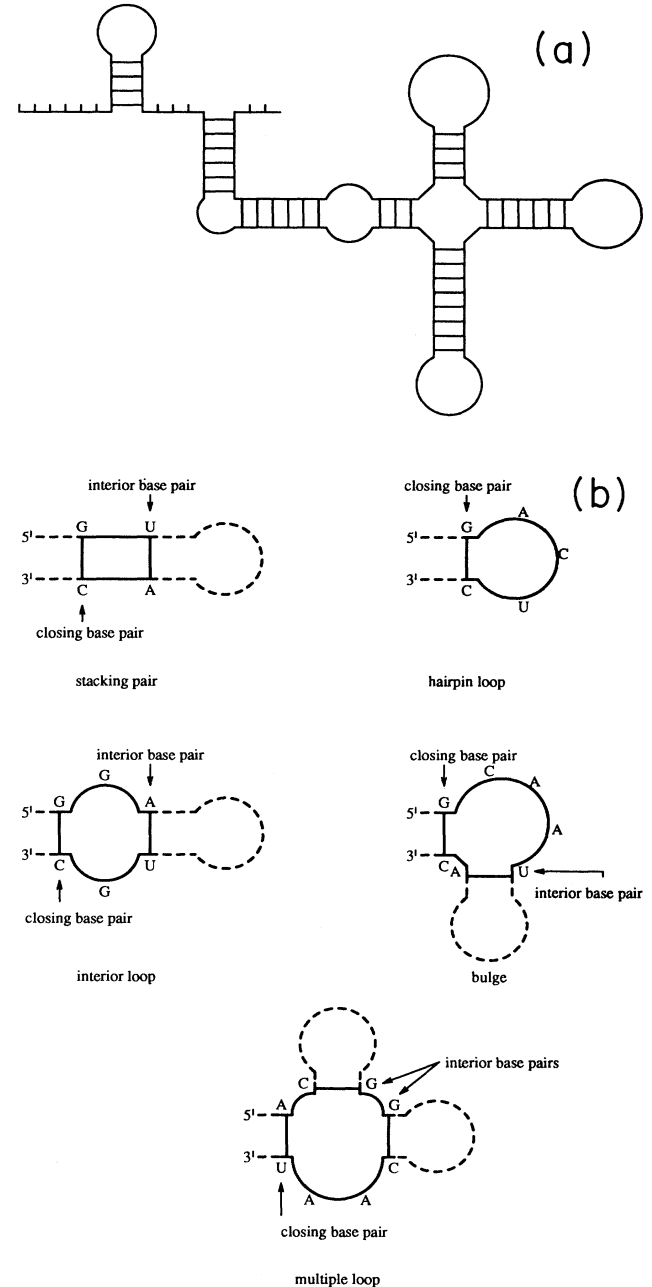 (a)
(b)
interior base pair
G U
5'
3'
C A
closing base pair
stacking pair
closing base pair
G A
5'
C
3'
C U
hairpin loop
interior base pair
G
G A
5'
3'
C U
G
closing base pair
interior loop
closing base pair
C
A
G
5'
A
3'
C A U
interior base pair
bulge
interior base pairs
C G
A G
5'
3'
U C
A A
closing base pair
multiple loop